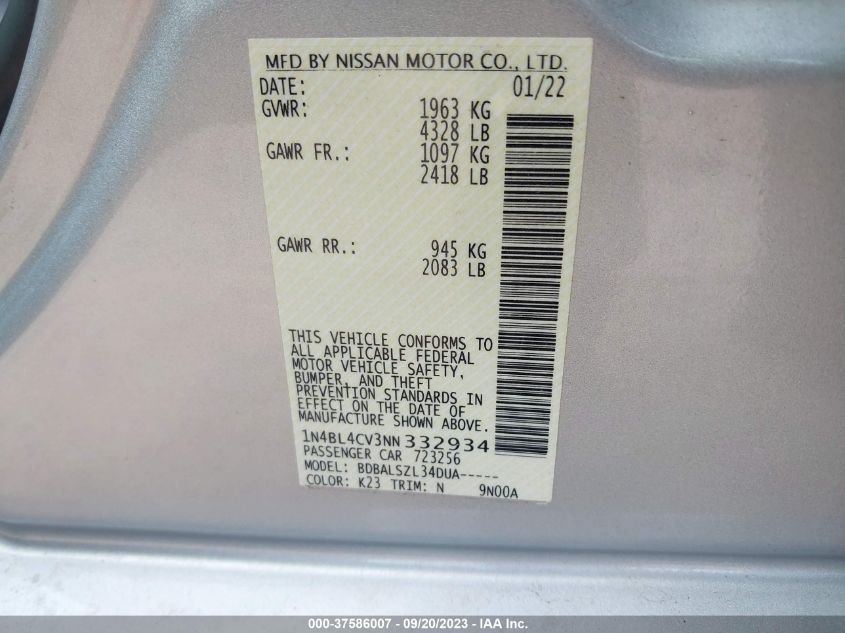 MFD BY NISSAN MOTOR CO., LTD.
DATE: 01/22
GVWR: 1963 KG
4328 LB
GAWR FR.: 1097 KG
2418 LB
GAWR RR.: 945 KG
2083 LB
THIS VEHICLE CONFORMS TO
ALL APPLICABLE FEDERAL
MOTOR VEHICLE SAFETY,
BUMPER, AND THEFT
PREVENTION STANDARDS IN
EFFECT ON THE DATE OF
MANUFACTURE SHOWN ABOVE.
1N4BL4CV3NN332934
PASSENGER CAR 723256
MODEL: BDBALSZL34DUA-----
COLOR: K23 TRIM: N 9N00A
000-37586007 - 09/20/2023 - IAA Inc.